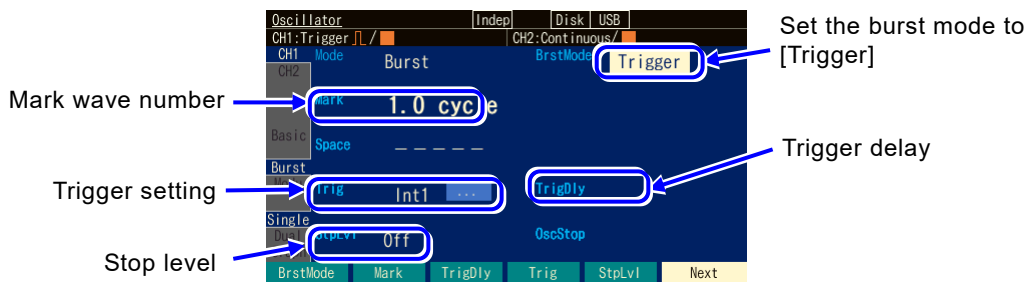 Oscillator Indep Disk USB
CH1:Trigger / CH2:Continuous/
CH1 Mode Burst BrstMode Trigger
CH2
Set the burst mode to
[Trigger]
Mark wave number
Mark 1.0 cycle
Basic
Space _ _ _ _ _
Trigger delay
Burst
Trigger setting
Trig Int1 ... TrigDly
Single
Dual StpLvl Off OscStop
Stop level
BrstMode Mark TrigDly Trig StpLvl Next